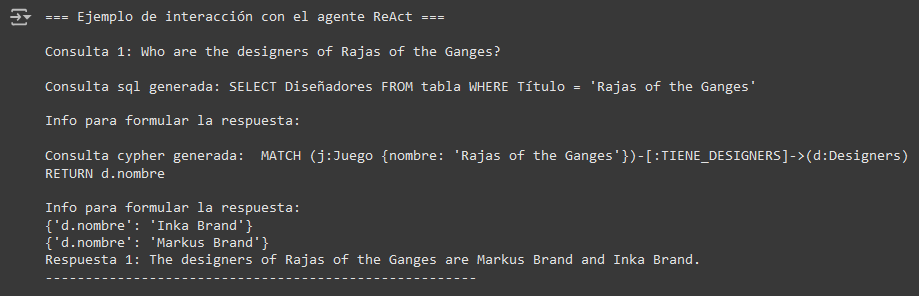 === Ejemplo de interacción con el agente ReAct ===
Consulta 1: Who are the designers of Rajas of the Ganges?
Consulta sql generada: SELECT Diseñadores FROM tabla WHERE Título = 'Rajas of the Ganges'
Info para formular la respuesta:
Consulta cypher generada:  MATCH (j:Juego {nombre: 'Rajas of the Ganges'})-[:TIENE_DESIGNERS]->(d:Designers)
RETURN d.nombre
Info para formular la respuesta:
{'d.nombre': 'Inka Brand'}
{'d.nombre': 'Markus Brand'}
Respuesta 1: The designers of Rajas of the Ganges are Markus Brand and Inka Brand.
-------------------------------------------------------